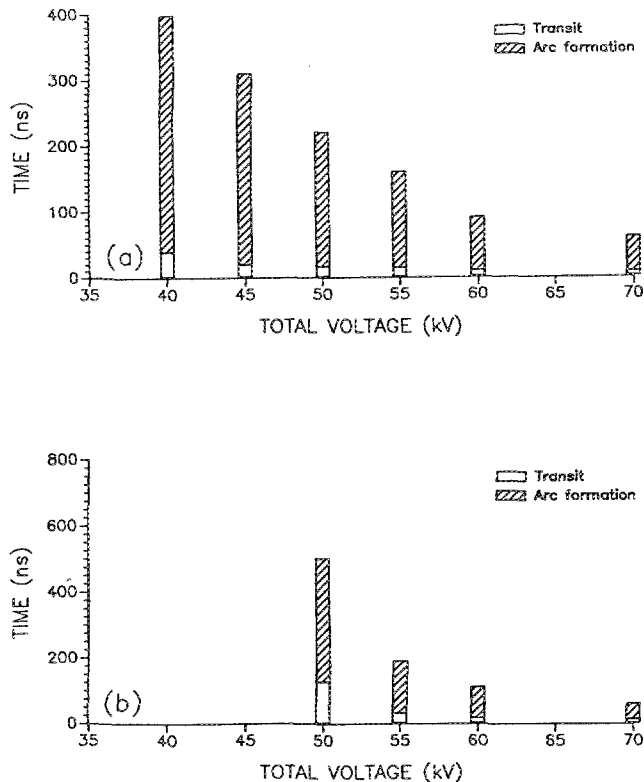 400
300
200
100
0
TIME (ns)
Transit
Arc formation
(a)
35 40 45 50 55 60 65 70
TOTAL VOLTAGE (kV)
800
600
400
200
0
TIME (ns)
Transit
Arc formation
(b)
35 40 45 50 55 60 65 70
TOTAL VOLTAGE (kV)